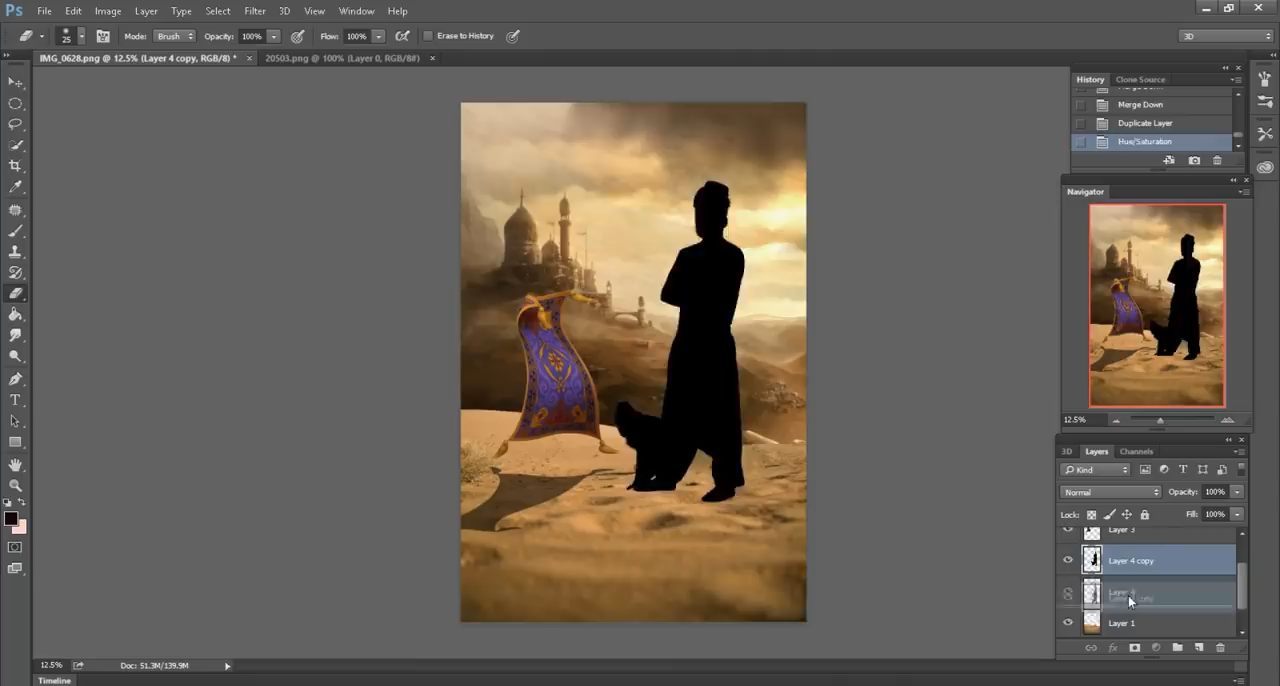 Ps File Edit Image Layer Type Select Filter 3D View Window Help
25 Mode: Brush Opacity: 100% Flow: 100% Erase to History 3D
IMG_0628.png @ 12.5% (Layer 4 copy, RGB/8) * × 20503.png @ 100% (Layer 0, RGB/8#) ×
History Clone Source
Merge Down
Merge Down
Duplicate Layer
Hue/Saturation
Navigator
12.5%
3D Layers Channels
Kind
Normal Opacity: 100%
Lock: Fill: 100%
Layer 3
Layer 4 copy
Layer 1
12.5% Doc: 51.3M/139.9M
Timeline